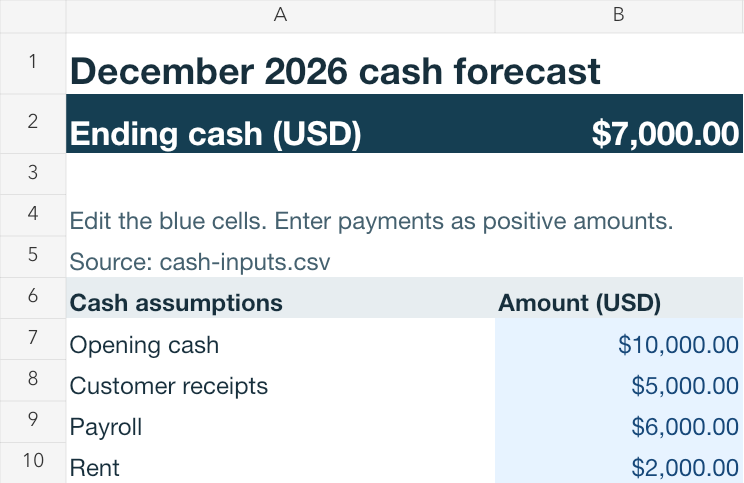 A B
1 December 2026 cash forecast
2 Ending cash (USD) $7,000.00
3
4 Edit the blue cells. Enter payments as positive amounts.
5 Source: cash-inputs.csv
6 Cash assumptions Amount (USD)
7 Opening cash $10,000.00
8 Customer receipts $5,000.00
9 Payroll $6,000.00
10 Rent $2,000.00